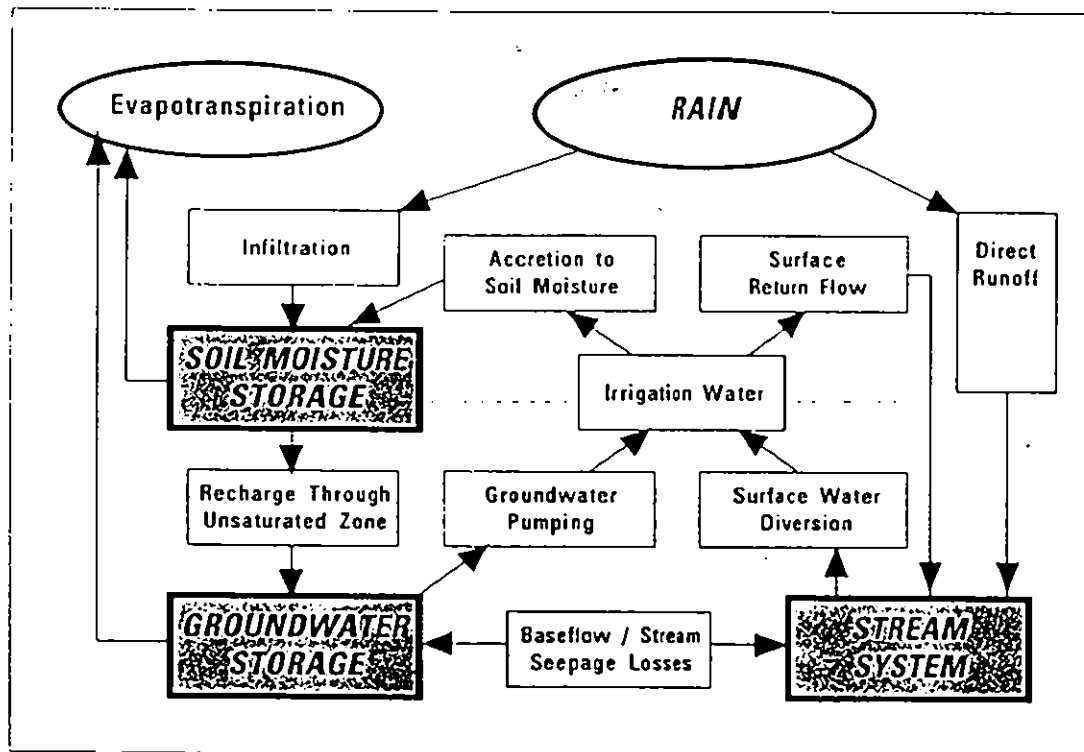 Evapotranspiration
RAIN
Infiltration
Accretion to
Soil Moisture
Surface
Return Flow
Direct
Runoff
SOIL MOISTURE
STORAGE
Irrigation Water
Recharge Through
Unsaturated Zone
Groundwater
Pumping
Surface Water
Diversion
GROUNDWATER
STORAGE
Baseflow / Stream
Seepage Losses
STREAM
SYSTEM